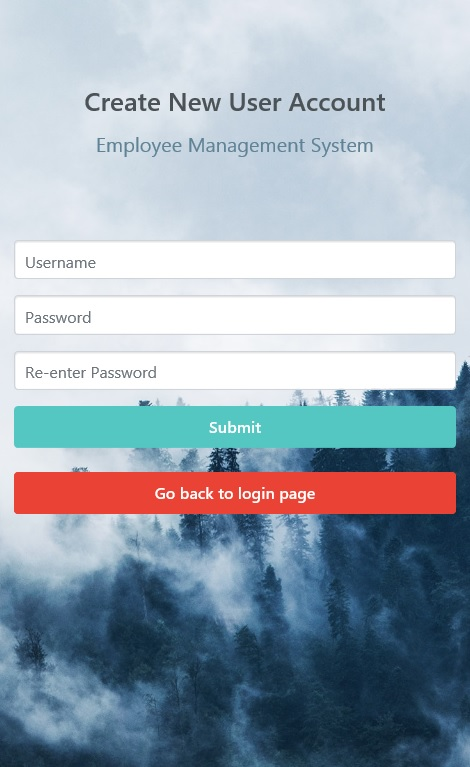 Create New User Account
Employee Management System
Username
Password
Re-enter Password
Submit
Go back to login page